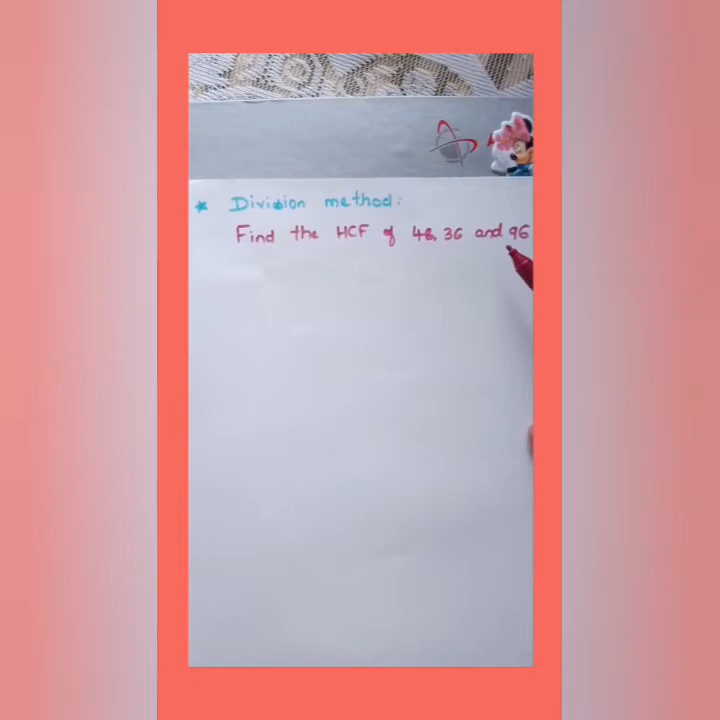 * Division method:
Find the HCF of 48, 36 and 96